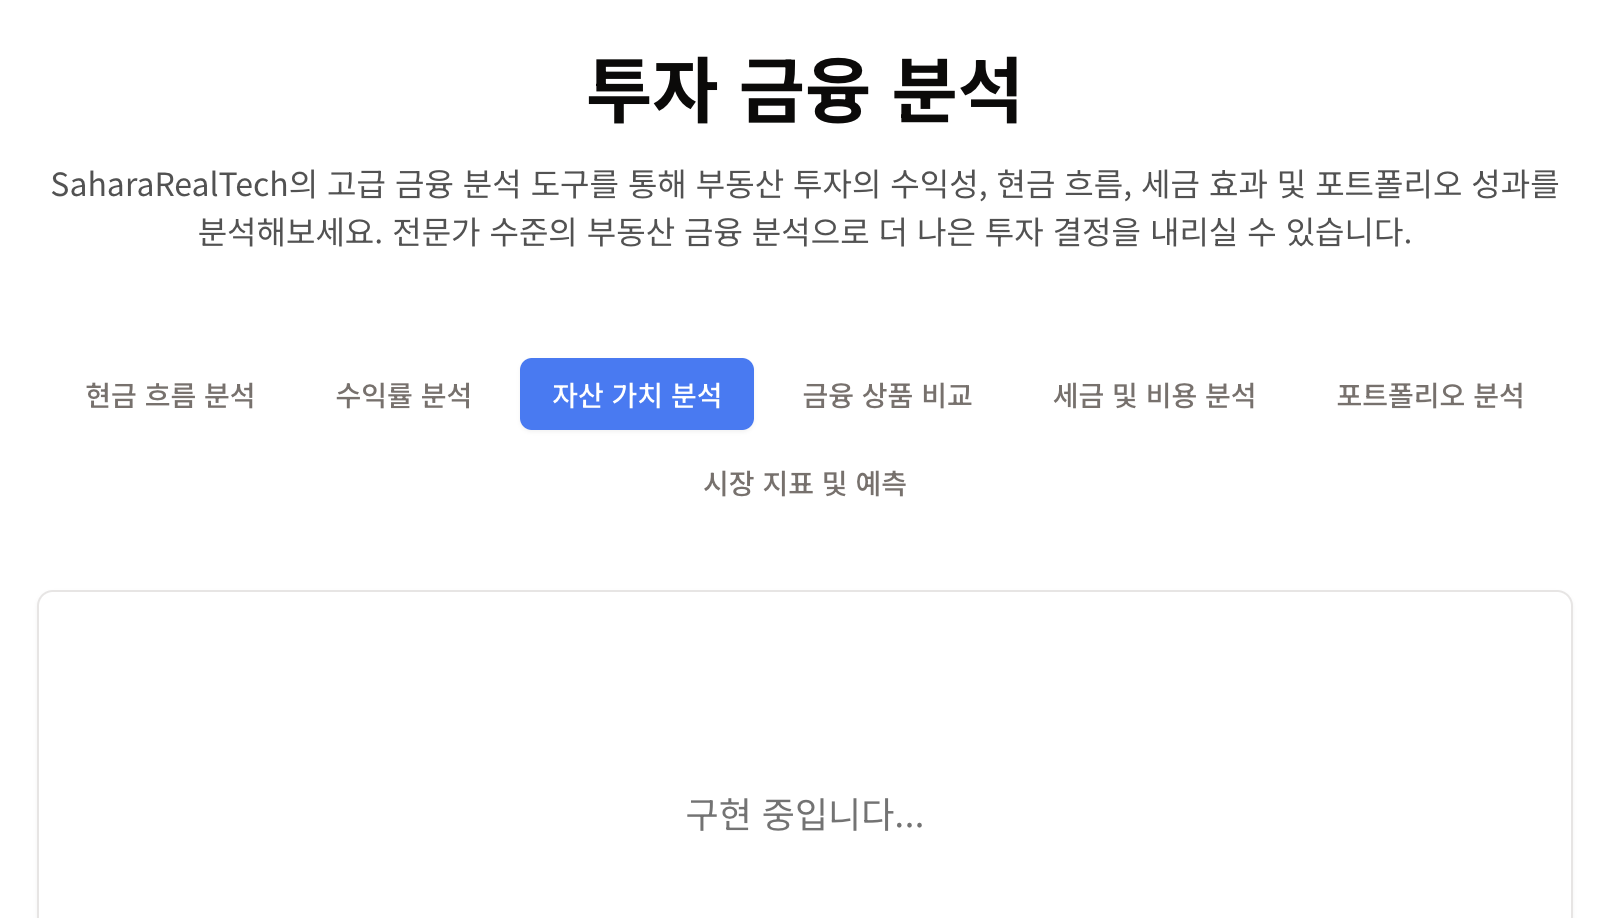 투자 금융 분석
SaharaRealTech의 고급 금융 분석 도구를 통해 부동산 투자의 수익성, 현금 흐름, 세금 효과 및 포트폴리오 성과를
분석해보세요. 전문가 수준의 부동산 금융 분석으로 더 나은 투자 결정을 내리실 수 있습니다.
현금 흐름 분석 수익률 분석 자산 가치 분석 금융 상품 비교 세금 및 비용 분석 포트폴리오 분석
시장 지표 및 예측
구현 중입니다...